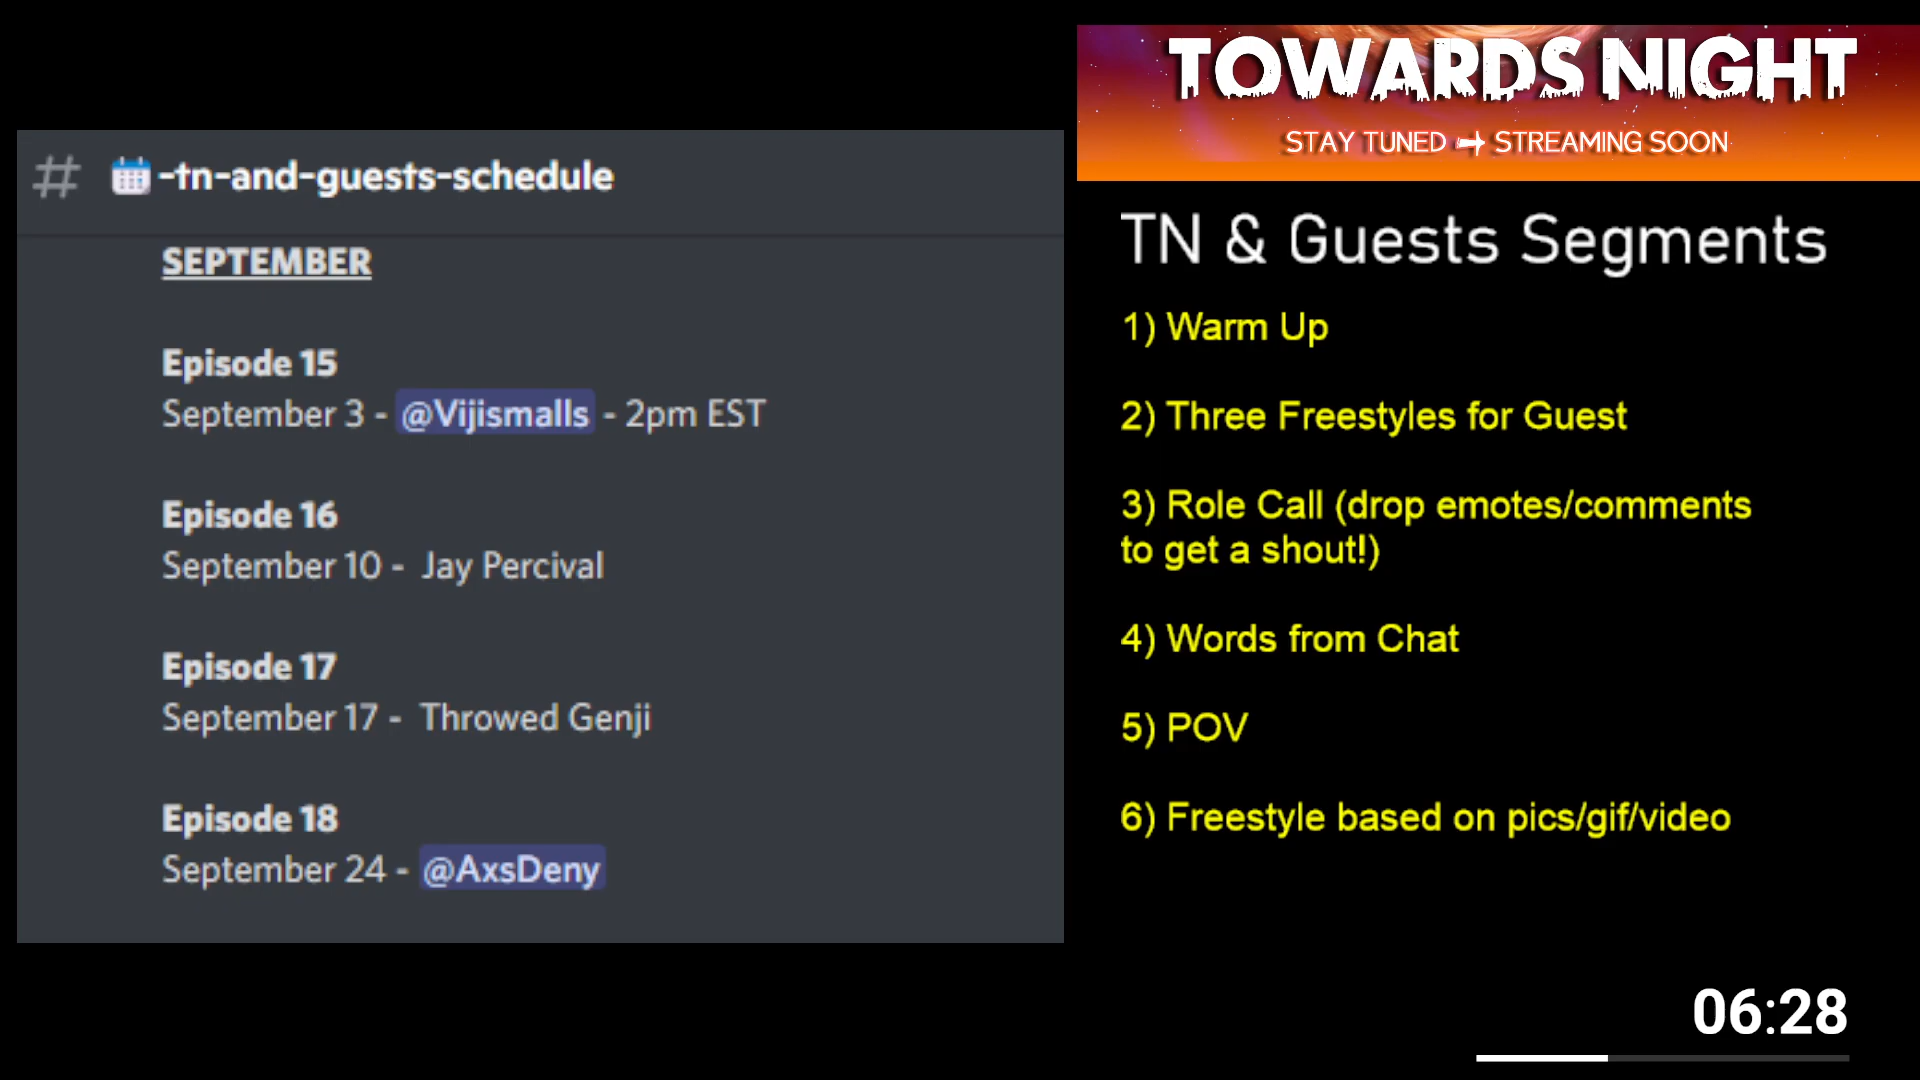 # -tn-and-guests-schedule
SEPTEMBER
Episode 15
September 3 - @Vijismalls - 2pm EST
Episode 16
September 10 - Jay Percival
Episode 17
September 17 - Throwed Genji
Episode 18
September 24 - @AxsDeny
TOWARDS NIGHT
STAY TUNED → STREAMING SOON
TN & Guests Segments
1) Warm Up
2) Three Freestyles for Guest
3) Role Call (drop emotes/comments
to get a shout!)
4) Words from Chat
5) POV
6) Freestyle based on pics/gif/video
06:28